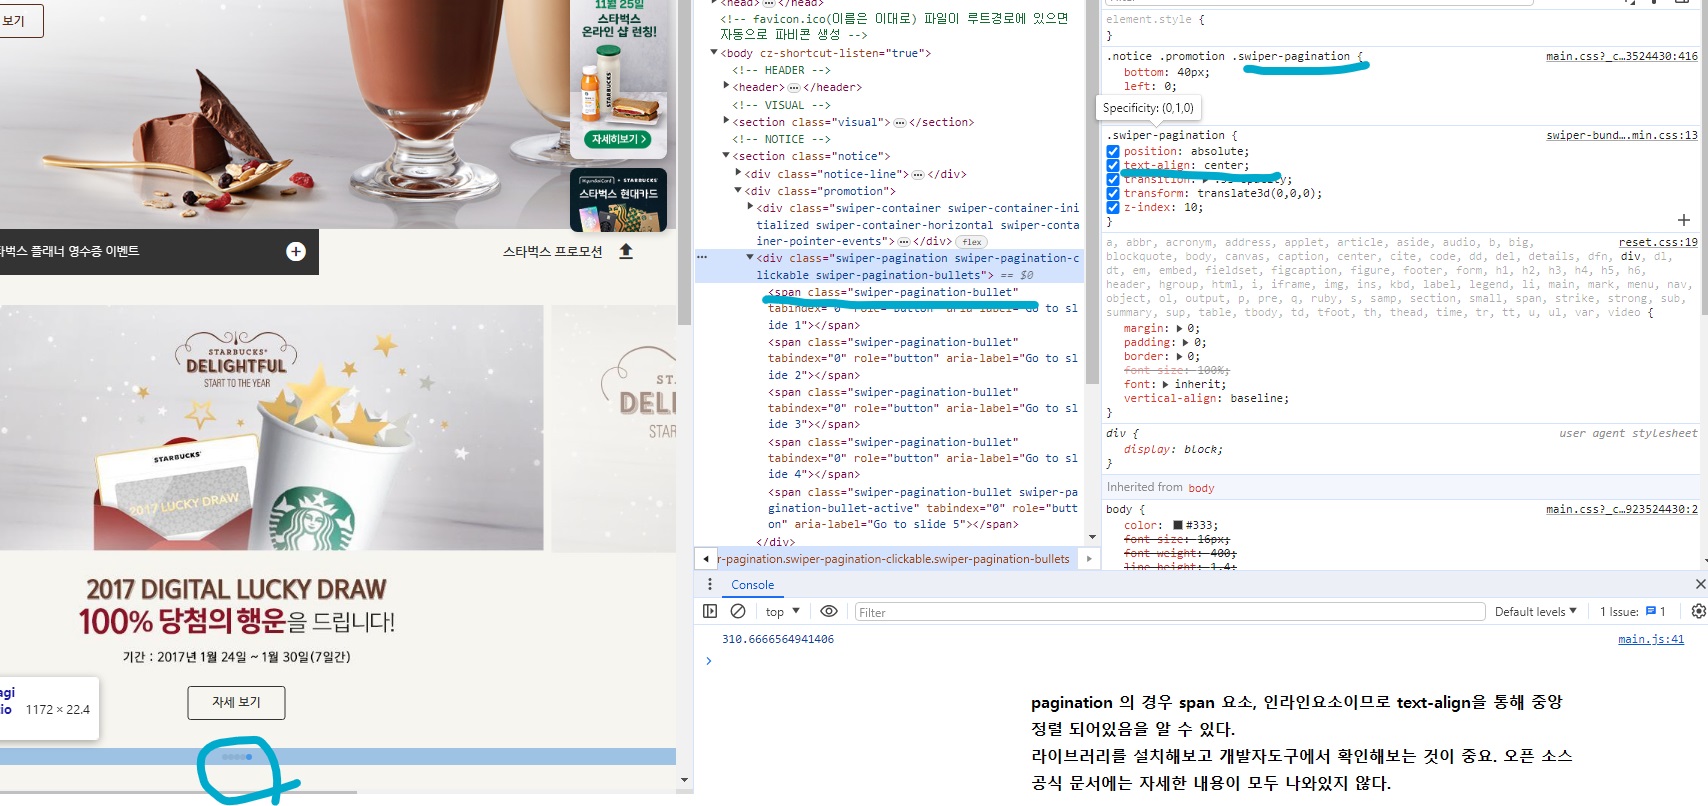 보기
11월 25일
스타벅스
온라인 샵 런칭!
STARBUCKS
자세히보기 >
HyundaiCard + STARBUCKS
스타벅스 현대카드
타벅스 플래너 영수증 이벤트
스타벅스 프로모션
STARBUCKS®
DELIGHTFUL
START TO THE YEAR
ST
DELI
STAR
STARBUCKS
2017 LUCKY DRAW
2017 DIGITAL LUCKY DRAW
100% 당첨의 행운을 드립니다!
기간 : 2017년 1월 24일 ~ 1월 30일(7일간)
자세 보기
agi
tio 1172 × 22.4
<head> ⋯ </head>
<!-- favicon.ico(이름은 이대로) 파일이 루트경로에 있으면
자동으로 파비콘 생성 -->
<body cz-shortcut-listen="true">
<!-- HEADER -->
<header> ⋯ </header>
<!-- VISUAL -->
<section class="visual"> ⋯ </section>
<!-- NOTICE -->
<section class="notice">
<div class="notice-line"> ⋯ </div>
<div class="promotion">
<div class="swiper-container swiper-container-ini
tialized swiper-container-horizontal swiper-conta
iner-pointer-events"> ⋯ </div> flex
<div class="swiper-pagination swiper-pagination-c
lickable swiper-pagination-bullets"> == $0
<span class="swiper-pagination-bullet"
tabindex="0" role="button" aria-label="Go to sl
ide 1"></span>
<span class="swiper-pagination-bullet"
tabindex="0" role="button" aria-label="Go to sl
ide 2"></span>
<span class="swiper-pagination-bullet"
tabindex="0" role="button" aria-label="Go to sl
ide 3"></span>
<span class="swiper-pagination-bullet"
tabindex="0" role="button" aria-label="Go to sl
ide 4"></span>
<span class="swiper-pagination-bullet swiper-pa
gination-bullet-active" tabindex="0" role="butt
on" aria-label="Go to slide 5"></span>
</div>
r-pagination.swiper-pagination-clickable.swiper-pagination-bullets
element.style {
}
.notice .promotion .swiper-pagination { main.css?_c…3524430:416
bottom: 40px;
left: 0;
Specificity: (0,1,0)
.swiper-pagination { swiper-bund….min.css:13
position: absolute;
text-align: center;
transition:
transform: translate3d(0,0,0);
z-index: 10;
}
a, abbr, acronym, address, applet, article, aside, audio, b, big, reset.css:19
blockquote, body, canvas, caption, center, cite, code, dd, del, details, dfn, div, dl,
dt, em, embed, fieldset, figcaption, figure, footer, form, h1, h2, h3, h4, h5, h6,
header, hgroup, html, i, iframe, img, ins, kbd, label, legend, li, main, mark, menu, nav,
object, ol, output, p, pre, q, ruby, s, samp, section, small, span, strike, strong, sub,
summary, sup, table, tbody, td, tfoot, th, thead, time, tr, tt, u, ul, var, video {
margin: 0;
padding: 0;
border: 0;
font-size: 100%;
font: inherit;
vertical-align: baseline;
}
div { user agent stylesheet
display: block;
}
Inherited from body
body { main.css?_c…923524430:2
color: #333;
font-size: 16px;
font-weight: 400;
line-height: 1.4;
Console
top Filter Default levels 1 Issue: 1
310.6666564941406 main.js:41
pagination 의 경우 span 요소, 인라인요소이므로 text-align을 통해 중앙
정렬 되어있음을 알 수 있다.
라이브러리를 설치해보고 개발자도구에서 확인해보는 것이 중요. 오픈 소스
공식 문서에는 자세한 내용이 모두 나와있지 않다.